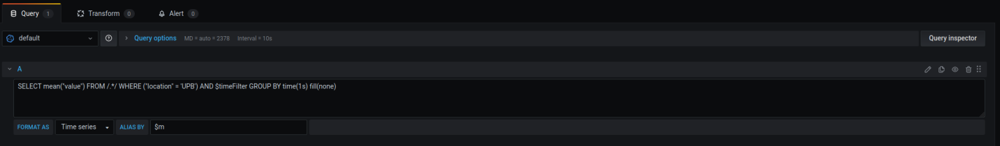 Query 1 Transform 0 Alert 0
default Query options MD = auto = 2378 Interval = 10s Query inspector
A
SELECT mean("value") FROM /.*/ WHERE ("location" = 'UPB') AND $timeFilter GROUP BY time(1s) fill(none)
FORMAT AS Time series ALIAS BY $m